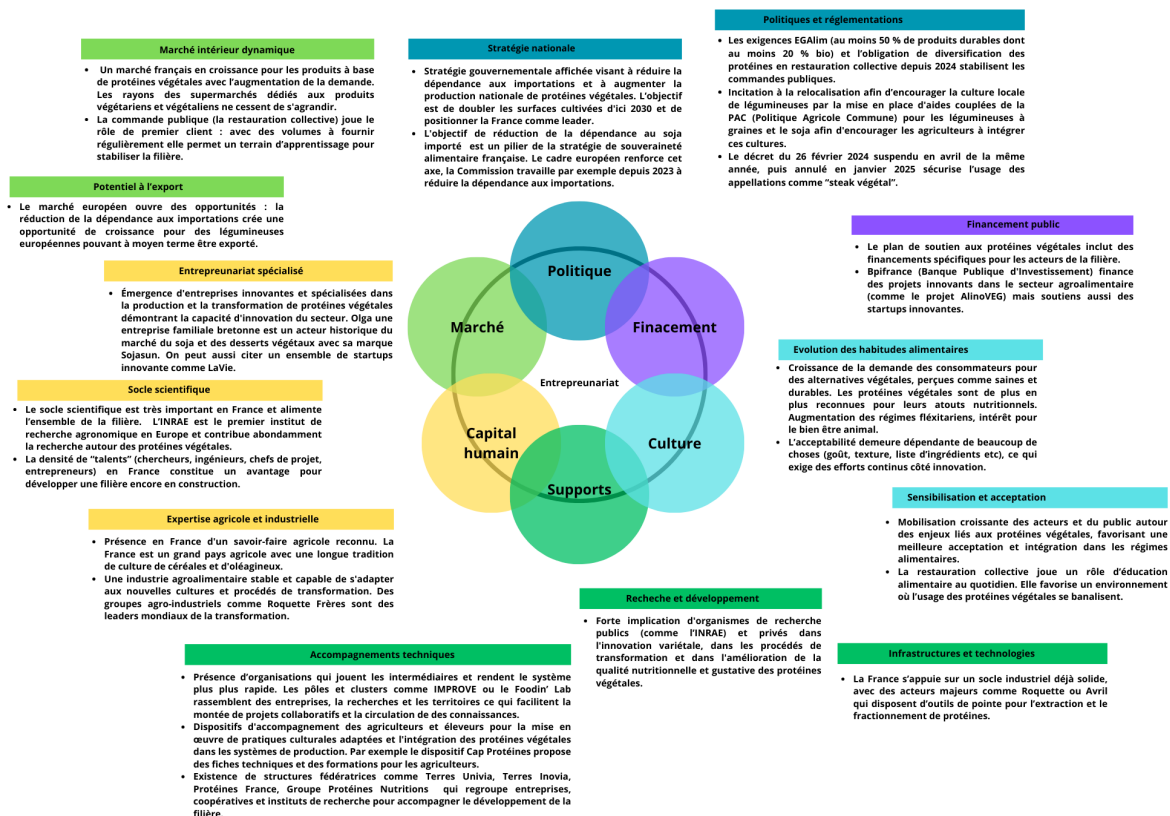 Politiques et réglementations
Les exigences EGAlim (au moins 50 % de produits durables dont
au moins 20 % bio) et l’obligation de diversification des
protéines en restauration collective depuis 2024 stabilisent les
commandes publiques.
Incitation à la relocalisation afin d’encourager la culture locale
de légumineuses par la mise en place d'aides couplées de la
PAC (Politique Agricole Commune) pour les légumineuses à
graines et le soja afin d'encourager les agriculteurs à intégrer
ces cultures.
Le décret du 26 février 2024 suspendu en avril de la même
année, puis annulé en janvier 2025 sécurise l’usage des
appellations comme “steak végétal”.
Marché intérieur dynamique
Un marché français en croissance pour les produits à base
de protéines végétales avec l’augmentation de la demande.
Les rayons des supermarchés dédiés aux produits
végétariens et végétaliens ne cessent de s'agrandir.
La commande publique (la restauration collective) joue le
rôle de premier client : avec des volumes à fournir
régulièrement elle permet un terrain d’apprentissage pour
stabiliser la filière.
Stratégie nationale
Stratégie gouvernementale affichée visant à réduire la
dépendance aux importations et à augmenter la
production nationale de protéines végétales. L'objectif
est de doubler les surfaces cultivées d'ici 2030 et de
positionner la France comme leader.
L'objectif de réduction de la dépendance au soja
importé est un pilier de la stratégie de souveraineté
alimentaire française. Le cadre européen renforce cet
axe, la Commission travaille par exemple depuis 2023 à
réduire la dépendance aux importations.
Potentiel à l’export
Le marché européen ouvre des opportunités : la
réduction de la dépendance aux importations crée une
opportunité de croissance pour des légumineuses
européennes pouvant à moyen terme être exporté.
Financement public
Le plan de soutien aux protéines végétales inclut des
financements spécifiques pour les acteurs de la filière.
Bpifrance (Banque Publique d'Investissement) finance
des projets innovants dans le secteur agroalimentaire
(comme le projet AlinoVEG) mais soutiens aussi des
startups innovantes.
Entrepreunariat spécialisé
Émergence d'entreprises innovantes et spécialisées dans
la production et la transformation de protéines végétales
démontrant la capacité d'innovation du secteur. Olga une
entreprise familiale bretonne est un acteur historique du
marché du soja et des desserts végétaux avec sa marque
Sojasun. On peut aussi citer un ensemble de startups
innovante comme LaVie.
Politique
Marché
Finacement
Entrepreunariat
Capital
humain
Culture
Supports
Evolution des habitudes alimentaires
Croissance de la demande des consommateurs pour
des alternatives végétales, perçues comme saines et
durables. Les protéines végétales sont de plus en
plus reconnues pour leurs atouts nutritionnels.
Augmentation des régimes fléxitariens, intérêt pour
le bien être animal.
L’acceptabilité demeure dépendante de beaucoup de
choses (goût, texture, liste d’ingrédients etc), ce qui
exige des efforts continus côté innovation.
Socle scientifique
Le socle scientifique est très important en France et alimente
l’ensemble de la filière. L’INRAE est le premier institut de
recherche agronomique en Europe et contribue abondamment
la recherche autour des protéines végétales.
La densité de “talents” (chercheurs, ingénieurs, chefs de projet,
entrepreneurs) en France constitue un avantage pour
développer une filière encore en construction.
Sensibilisation et acceptation
Mobilisation croissante des acteurs et du public autour
des enjeux liés aux protéines végétales, favorisant une
meilleure acceptation et intégration dans les régimes
alimentaires.
La restauration collective joue un rôle d’éducation
alimentaire au quotidien. Elle favorise un environnement
où l’usage des protéines végétales se banalisent.
Expertise agricole et industrielle
Présence en France d'un savoir-faire agricole reconnu. La
France est un grand pays agricole avec une longue tradition
de culture de céréales et d'oléagineux.
Une industrie agroalimentaire stable et capable de s'adapter
aux nouvelles cultures et procédés de transformation. Des
groupes agro-industriels comme Roquette Frères sont des
leaders mondiaux de la transformation.
Recheche et développement
Forte implication d'organismes de recherche
publics (comme l’INRAE) et privés dans
l'innovation variétale, dans les procédés de
transformation et dans l'amélioration de la
qualité nutritionnelle et gustative des protéines
végétales.
Infrastructures et technologies
La France s’appuie sur un socle industriel déjà solide,
avec des acteurs majeurs comme Roquette ou Avril
qui disposent d’outils de pointe pour l’extraction et le
fractionnement de protéines.
Accompagnements techniques
Présence d’organisations qui jouent les intermédiaires et rendent le système
plus plus rapide. Les pôles et clusters comme IMPROVE ou le Foodin’ Lab
rassemblent des entreprises, la recherches et les territoires ce qui facilitent la
montée de projets collaboratifs et la circulation de des connaissances.
Dispositifs d'accompagnement des agriculteurs et éleveurs pour la mise en
œuvre de pratiques culturales adaptées et l'intégration des protéines végétales
dans les systèmes de production. Par exemple le dispositif Cap Protéines propose
des fiches techniques et des formations pour les agriculteurs.
Existence de structures fédératrices comme Terres Univia, Terres Inovia,
Protéines France, Groupe Protéines Nutritions qui regroupe entreprises,
coopératives et instituts de recherche pour accompagner le développement de la
filière.